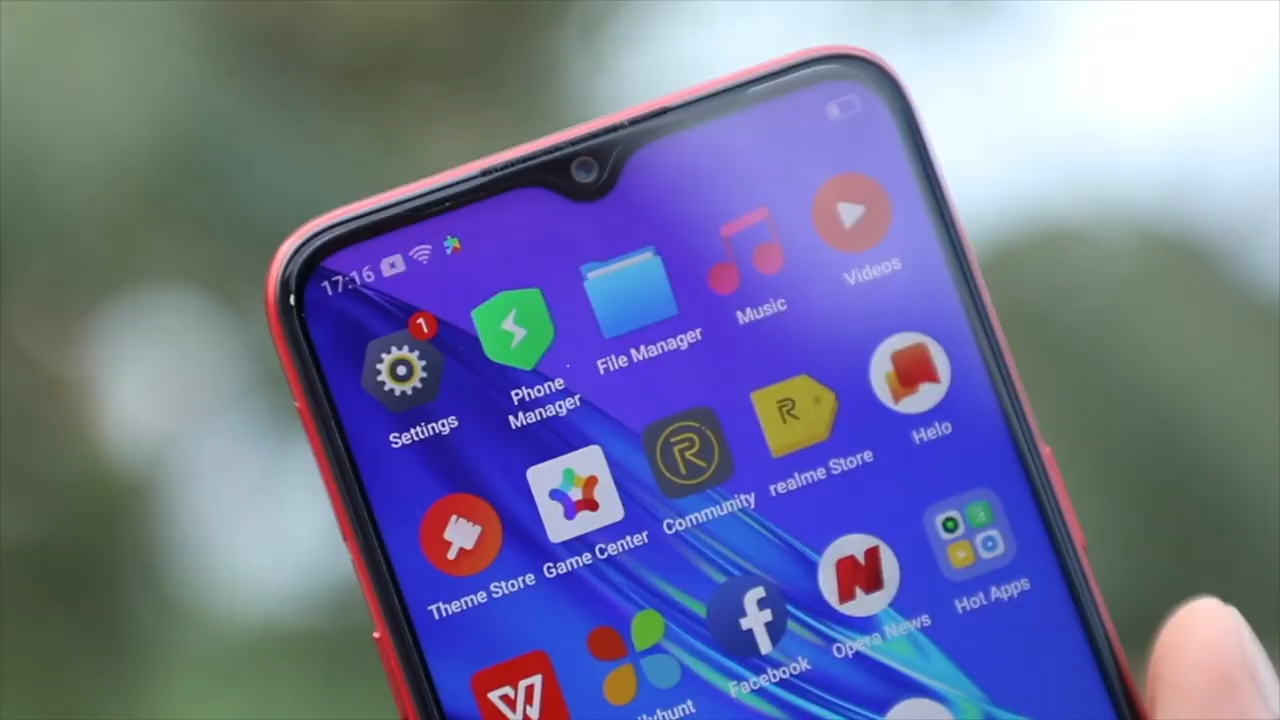 17:16
1
Settings
Phone
Manager
File Manager
Music
Videos
Theme Store
Game Center
Community
realme Store
Helo
Facebook
Opera News
Hot Apps